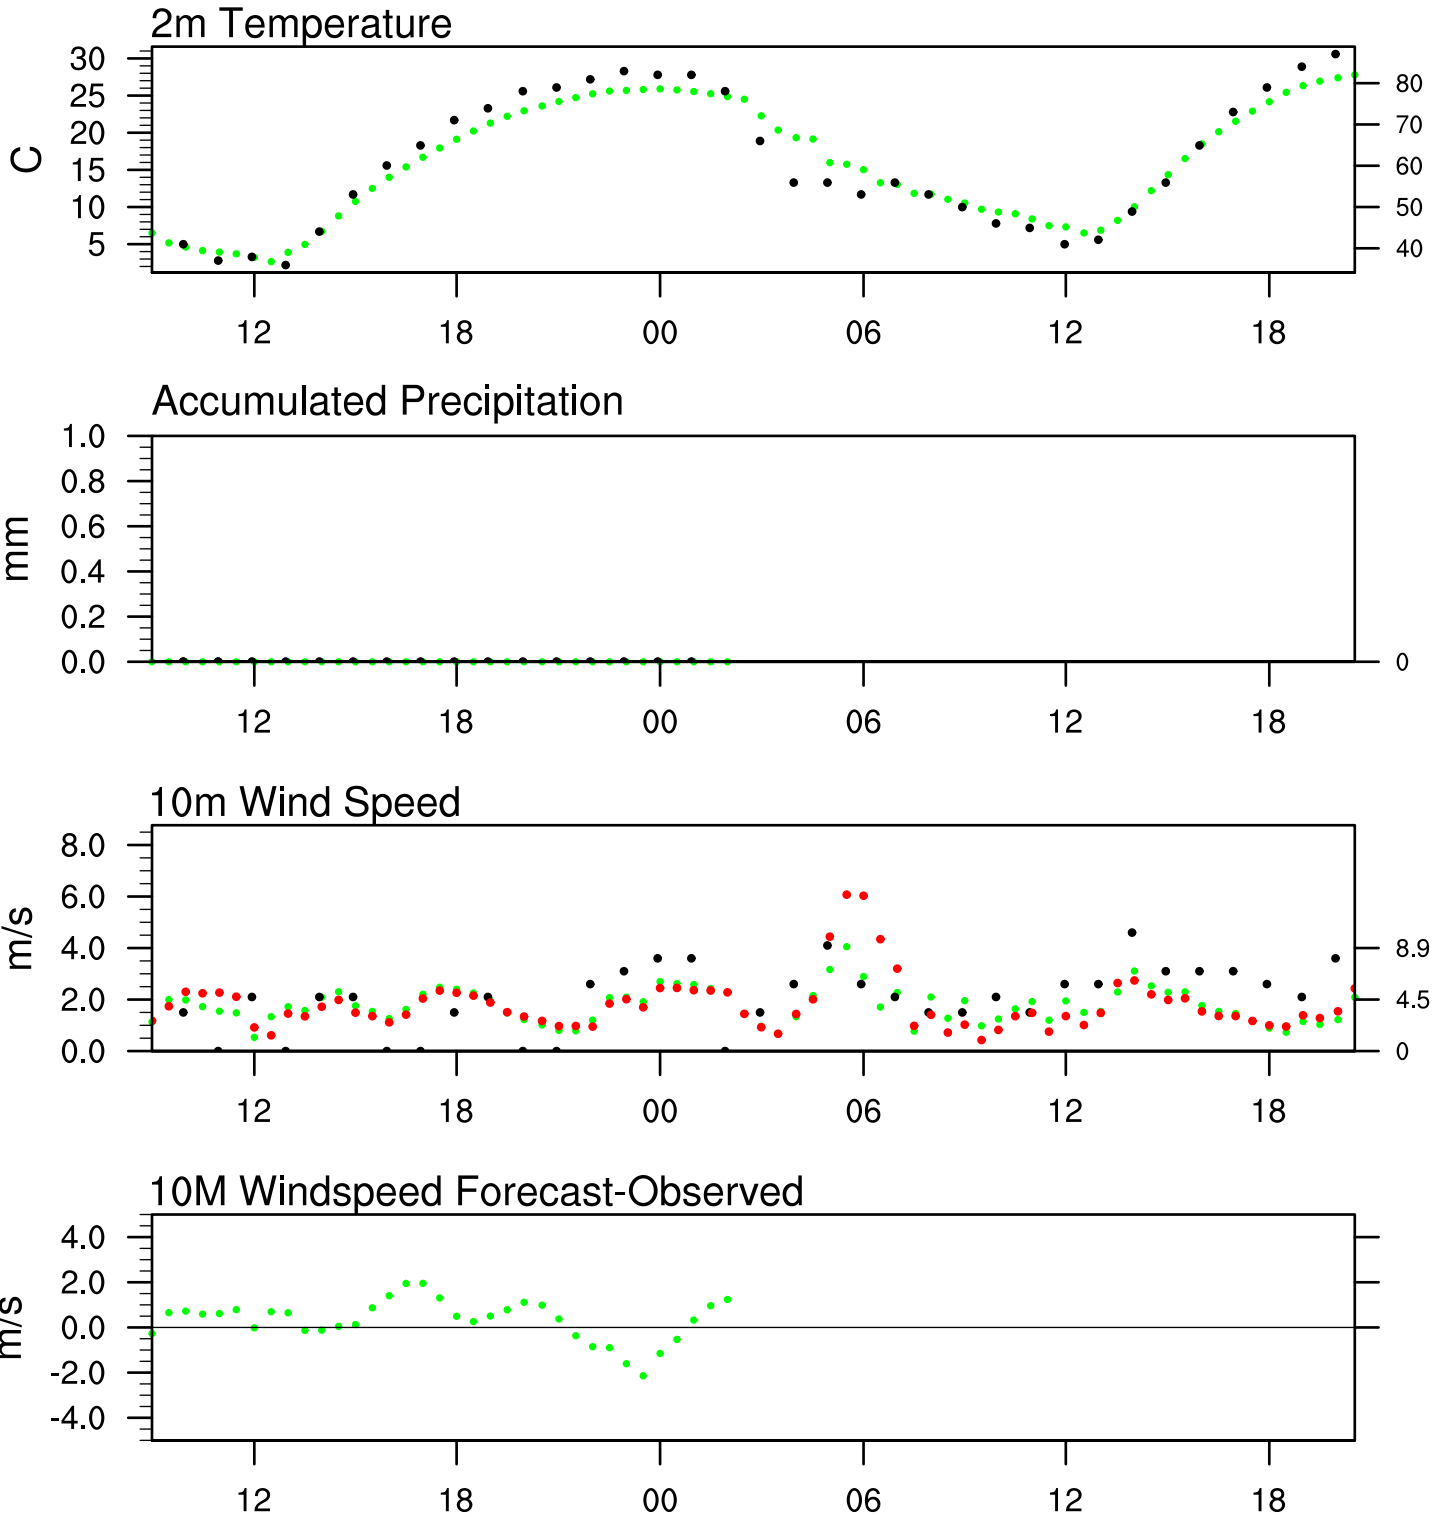 2m Temperature
30
25
20
15
10
5
C
80
70
60
50
40
12 18 00 06 12 18
Accumulated Precipitation
1.0
0.8
0.6
0.4
0.2
0.0
mm
0
12 18 00 06 12 18
10m Wind Speed
8.0
6.0
4.0
2.0
0.0
m/s
8.9
4.5
0
12 18 00 06 12 18
10M Windspeed Forecast-Observed
4.0
2.0
0.0
-2.0
-4.0
m/s
12 18 00 06 12 18